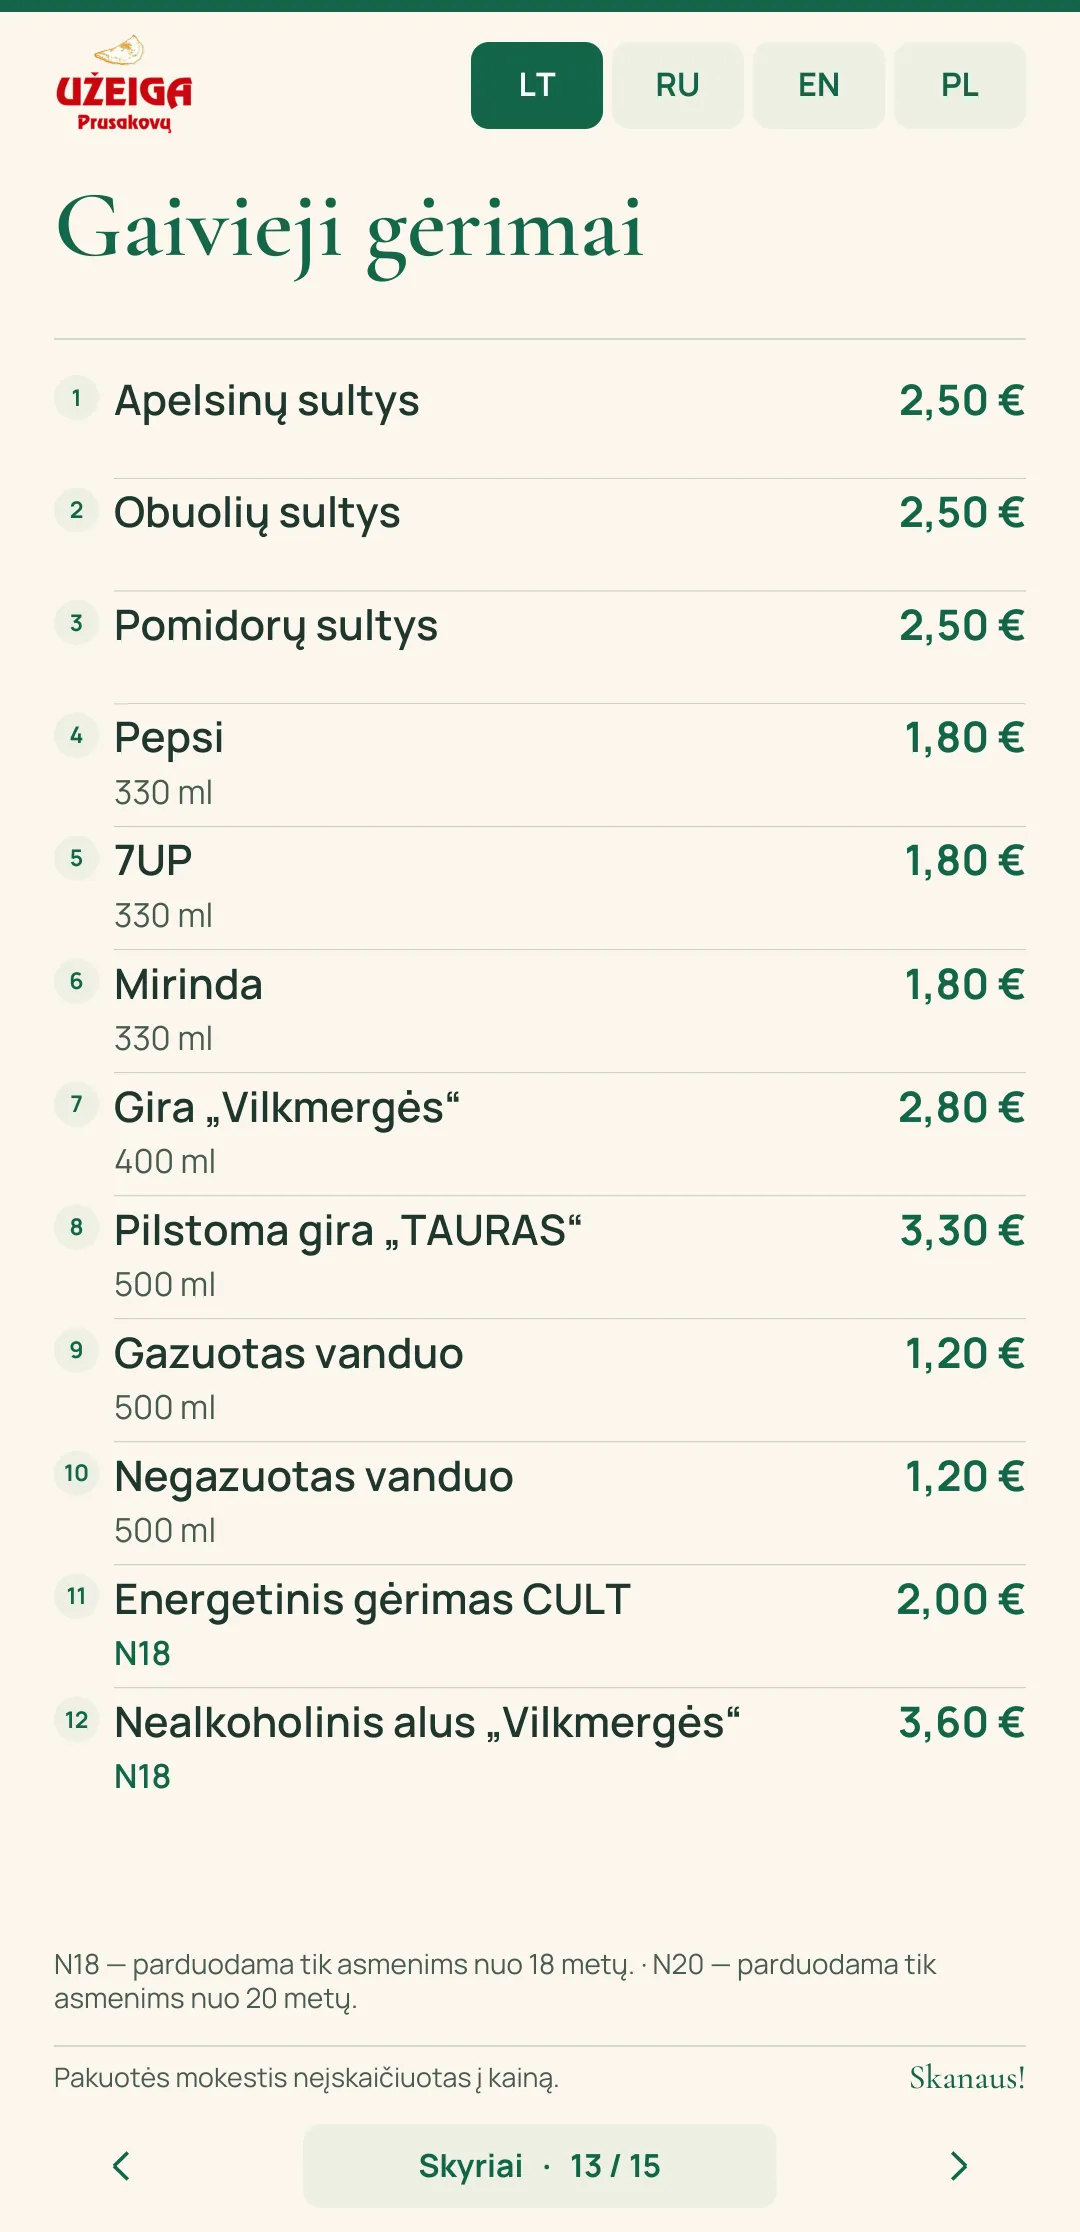 UŽEIGA
Prusakovų
LT RU EN PL
Gaivieji gėrimai
1 Apelsinų sultys 2,50 €
2 Obuolių sultys 2,50 €
3 Pomidorų sultys 2,50 €
4 Pepsi 1,80 €
330 ml
5 7UP 1,80 €
330 ml
6 Mirinda 1,80 €
330 ml
7 Gira „Vilkmergės“ 2,80 €
400 ml
8 Pilstoma gira „TAURAS“ 3,30 €
500 ml
9 Gazuotas vanduo 1,20 €
500 ml
10 Negazuotas vanduo 1,20 €
500 ml
11 Energetinis gėrimas CULT 2,00 €
N18
12 Nealkoholinis alus „Vilkmergės“ 3,60 €
N18
N18 — parduodama tik asmenims nuo 18 metų. · N20 — parduodama tik
asmenims nuo 20 metų.
Pakuotės mokestis neįskaičiuotas į kainą. Skanaus!
Skyriai · 13 / 15